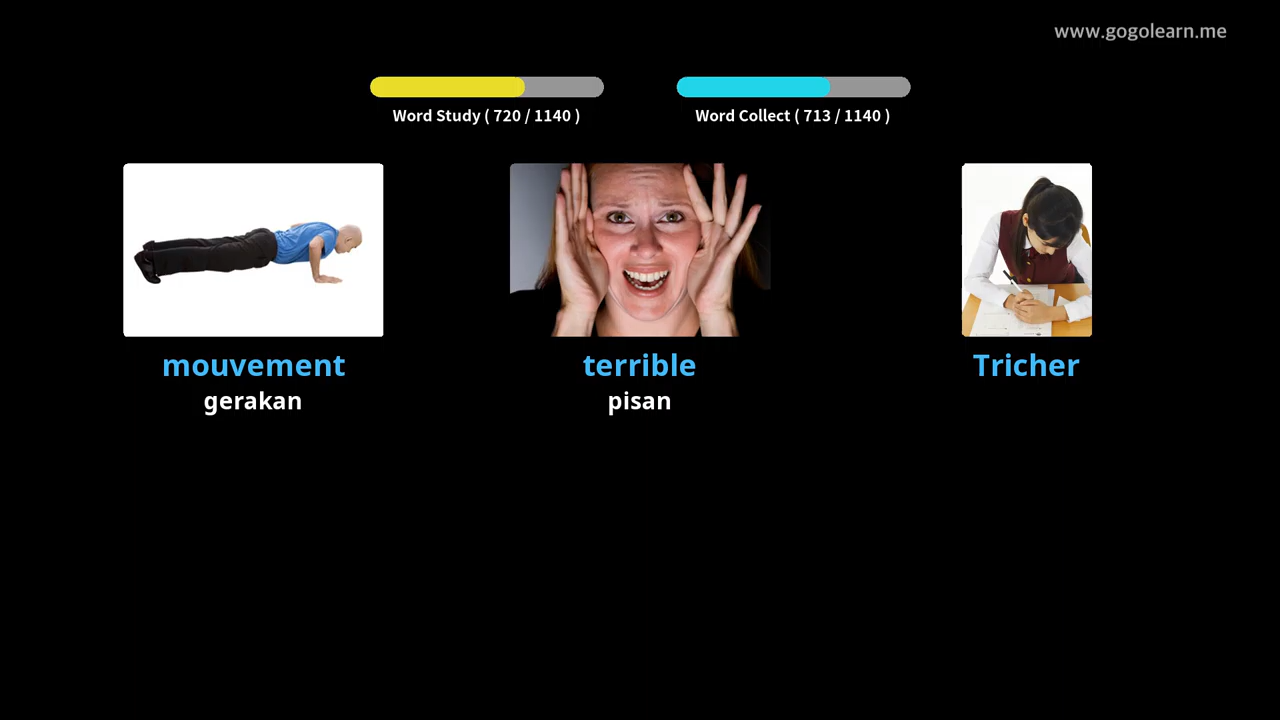 www.gogolearn.me
Word Study ( 720 / 1140 )
Word Collect ( 713 / 1140 )
mouvement
gerakan
terrible
pisan
Tricher